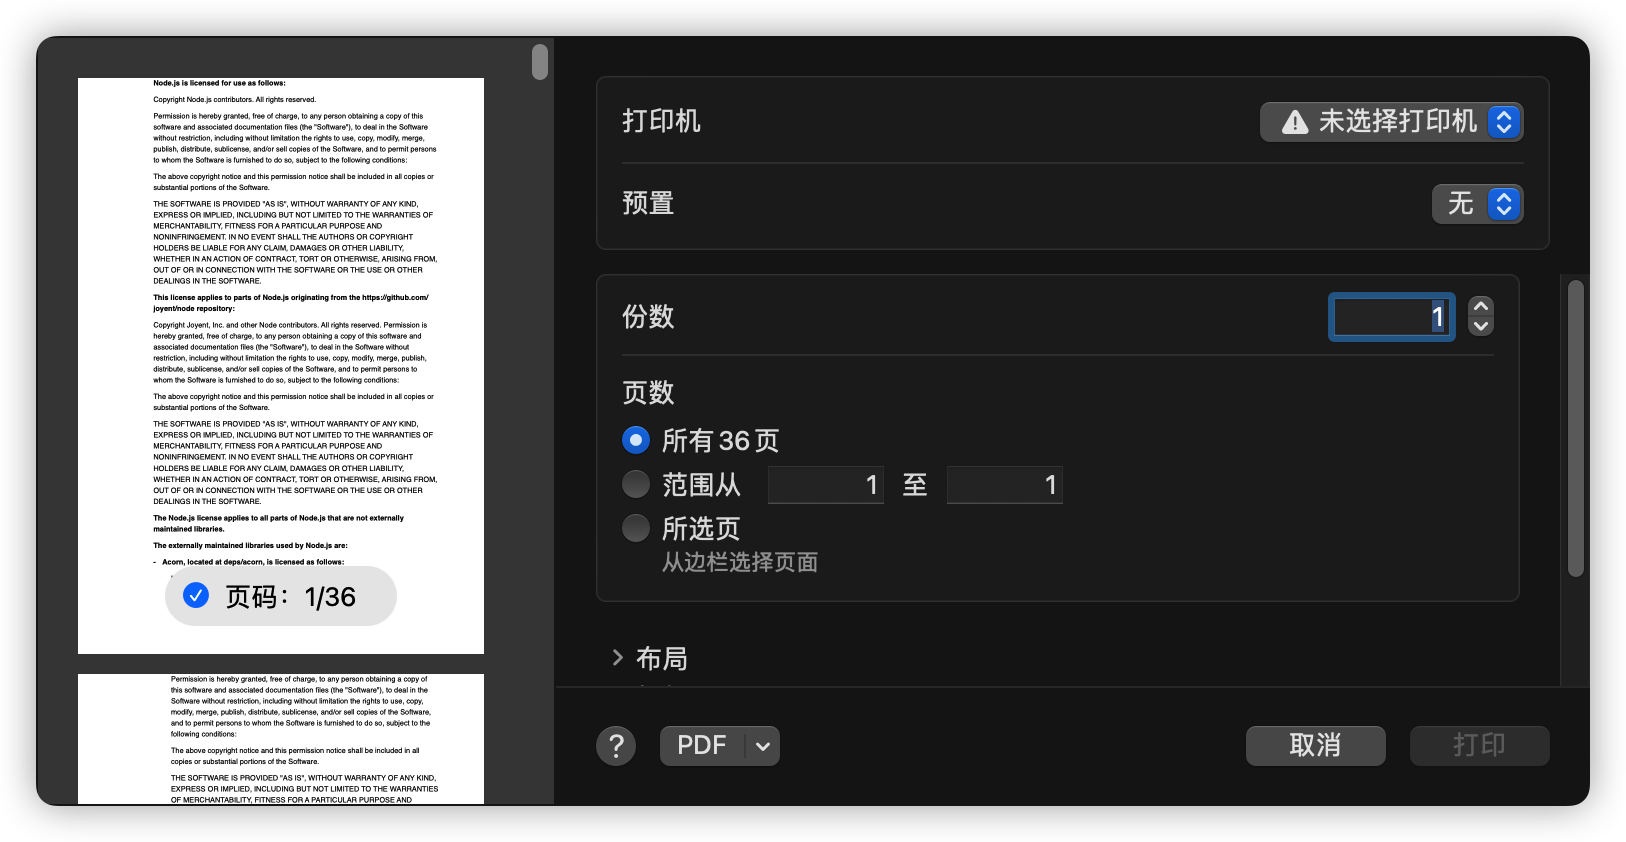 Node.js is licensed for use as follows:
Copyright Node.js contributors. All rights reserved.
Permission is hereby granted, free of charge, to any person obtaining a copy of this
software and associated documentation files (the "Software"), to deal in the Software
without restriction, including without limitation the rights to use, copy, modify, merge,
publish, distribute, sublicense, and/or sell copies of the Software, and to permit persons
to whom the Software is furnished to do so, subject to the following conditions:
The above copyright notice and this permission notice shall be included in all copies or
substantial portions of the Software.
THE SOFTWARE IS PROVIDED "AS IS", WITHOUT WARRANTY OF ANY KIND,
EXPRESS OR IMPLIED, INCLUDING BUT NOT LIMITED TO THE WARRANTIES OF
MERCHANTABILITY, FITNESS FOR A PARTICULAR PURPOSE AND
NONINFRINGEMENT. IN NO EVENT SHALL THE AUTHORS OR COPYRIGHT
HOLDERS BE LIABLE FOR ANY CLAIM, DAMAGES OR OTHER LIABILITY,
WHETHER IN AN ACTION OF CONTRACT, TORT OR OTHERWISE, ARISING FROM,
OUT OF OR IN CONNECTION WITH THE SOFTWARE OR THE USE OR OTHER
DEALINGS IN THE SOFTWARE.
This license applies to parts of Node.js originating from the https://github.com/
joyent/node repository:
Copyright Joyent, Inc. and other Node contributors. All rights reserved. Permission is
hereby granted, free of charge, to any person obtaining a copy of this software and
associated documentation files (the "Software"), to deal in the Software without
restriction, including without limitation the rights to use, copy, modify, merge, publish,
distribute, sublicense, and/or sell copies of the Software, and to permit persons to
whom the Software is furnished to do so, subject to the following conditions:
The above copyright notice and this permission notice shall be included in all copies or
substantial portions of the Software.
THE SOFTWARE IS PROVIDED "AS IS", WITHOUT WARRANTY OF ANY KIND,
EXPRESS OR IMPLIED, INCLUDING BUT NOT LIMITED TO THE WARRANTIES OF
MERCHANTABILITY, FITNESS FOR A PARTICULAR PURPOSE AND
NONINFRINGEMENT. IN NO EVENT SHALL THE AUTHORS OR COPYRIGHT
HOLDERS BE LIABLE FOR ANY CLAIM, DAMAGES OR OTHER LIABILITY,
WHETHER IN AN ACTION OF CONTRACT, TORT OR OTHERWISE, ARISING FROM,
OUT OF OR IN CONNECTION WITH THE SOFTWARE OR THE USE OR OTHER
DEALINGS IN THE SOFTWARE.
The Node.js license applies to all parts of Node.js that are not externally
maintained libraries.
The externally maintained libraries used by Node.js are:
- Acorn, located at deps/acorn, is licensed as follows:
页码：1/36
Permission is hereby granted, free of charge, to any person obtaining a copy of
this software and associated documentation files (the "Software"), to deal in the
Software without restriction, including without limitation the rights to use, copy,
modify, merge, publish, distribute, sublicense, and/or sell copies of the Software,
and to permit persons to whom the Software is furnished to do so, subject to the
following conditions:
The above copyright notice and this permission notice shall be included in all
copies or substantial portions of the Software.
THE SOFTWARE IS PROVIDED "AS IS", WITHOUT WARRANTY OF ANY KIND,
EXPRESS OR IMPLIED, INCLUDING BUT NOT LIMITED TO THE WARRANTIES
OF MERCHANTABILITY, FITNESS FOR A PARTICULAR PURPOSE AND
打印机 未选择打印机
预置 无
份数 1
页数
所有 36 页
范围从 1 至 1
所选页
从边栏选择页面
布局
? PDF 取消 打印